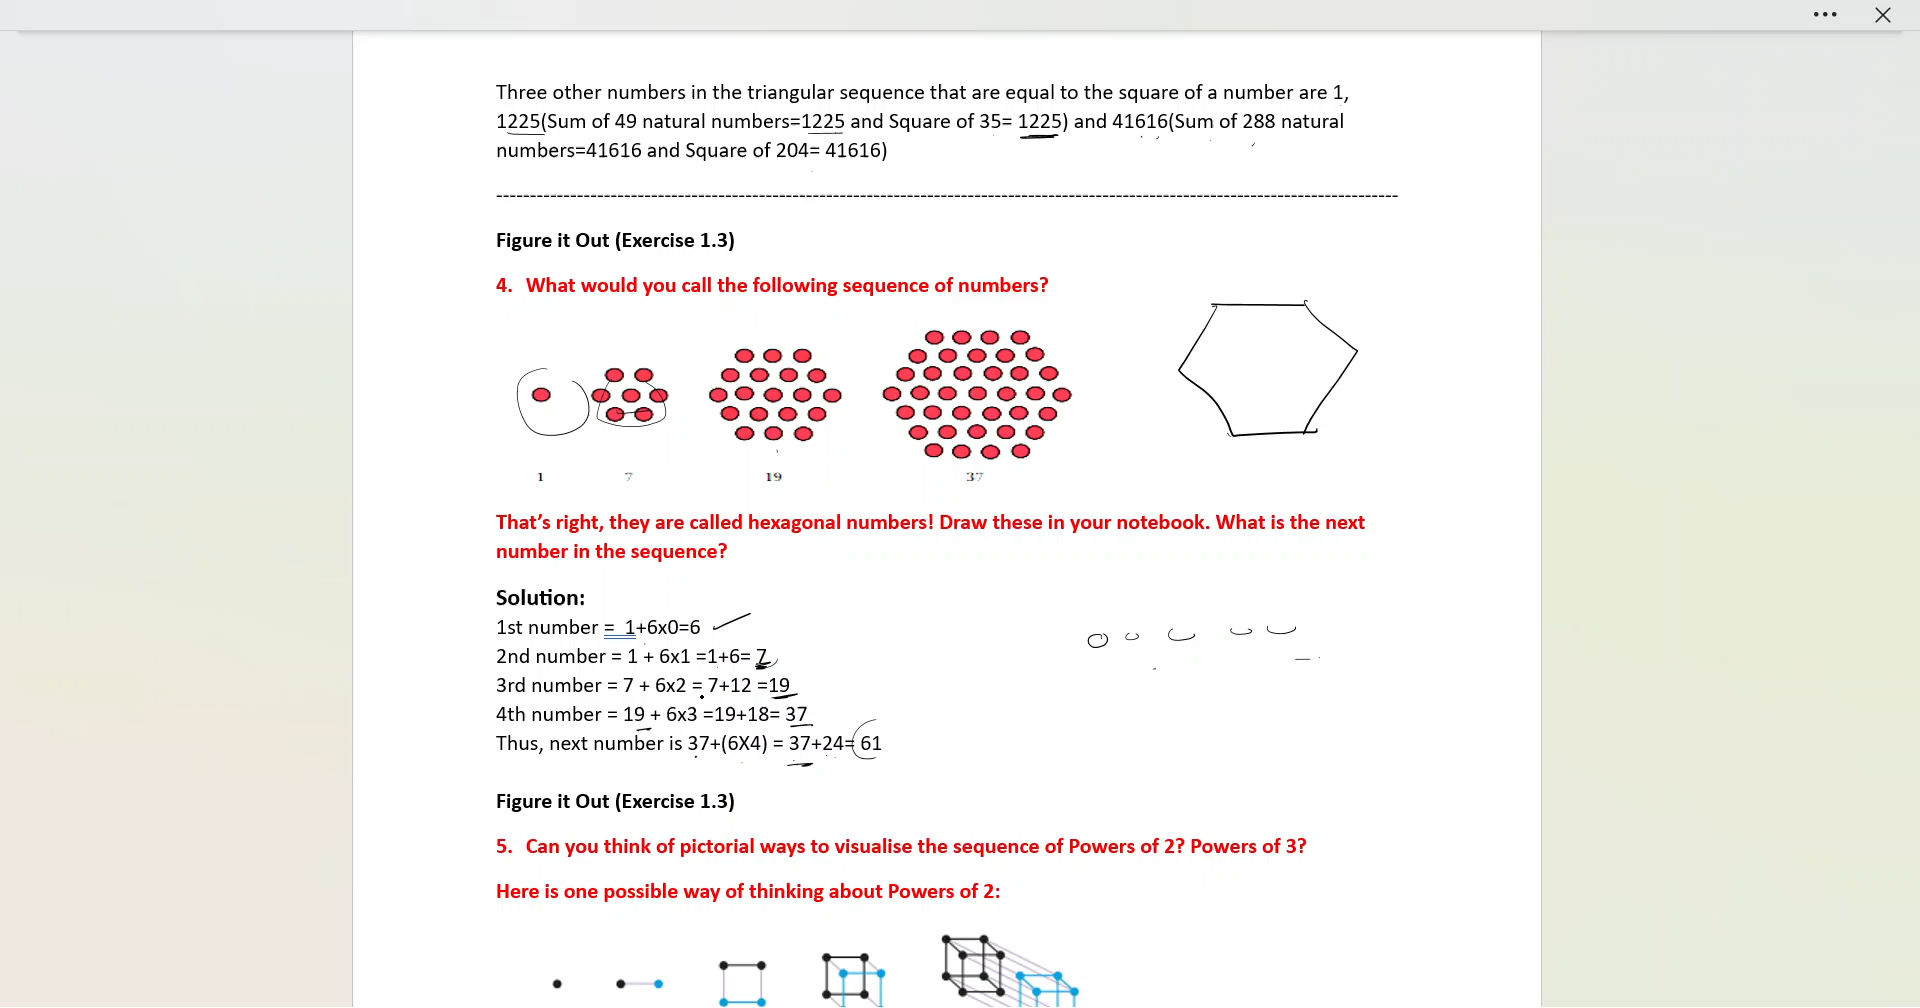 Three other numbers in the triangular sequence that are equal to the square of a number are 1,
1225(Sum of 49 natural numbers=1225 and Square of 35= 1225) and 41616(Sum of 288 natural
numbers=41616 and Square of 204= 41616)
Figure it Out (Exercise 1.3)
4. What would you call the following sequence of numbers?
1 7 19 37
That's right, they are called hexagonal numbers! Draw these in your notebook. What is the next
number in the sequence?
Solution:
1st number = 1+6x0=6
2nd number = 1 + 6x1 =1+6= 7
3rd number = 7 + 6x2 = 7+12 =19
4th number = 19 + 6x3 =19+18= 37
Thus, next number is 37+(6X4) = 37+24= 61
Figure it Out (Exercise 1.3)
5. Can you think of pictorial ways to visualise the sequence of Powers of 2? Powers of 3?
Here is one possible way of thinking about Powers of 2: